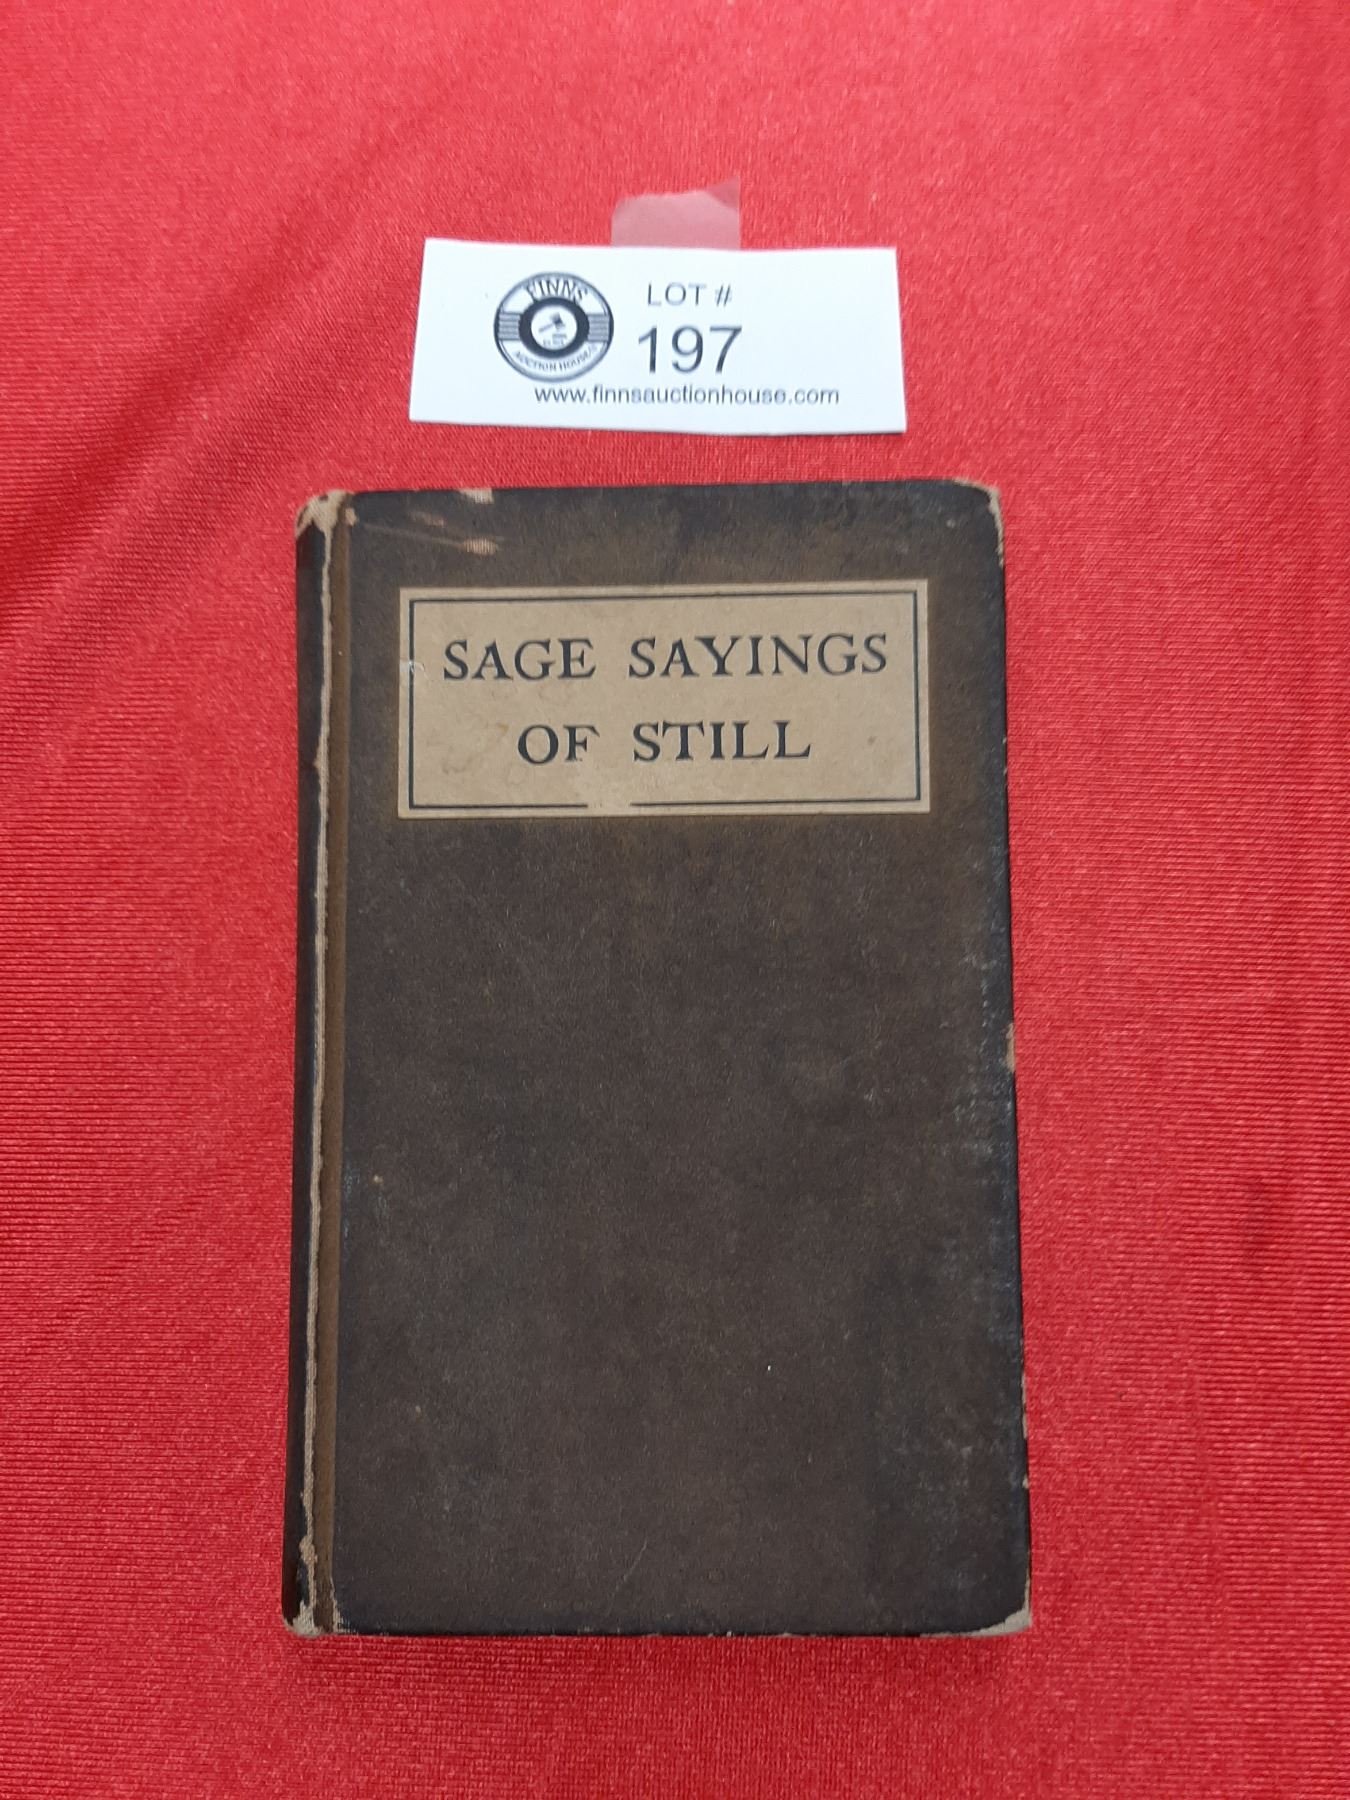 FINNS
AUCTION HOUSE
LOT #
197
www.finnsauctionhouse.com
SAGE SAYINGS
OF STILL